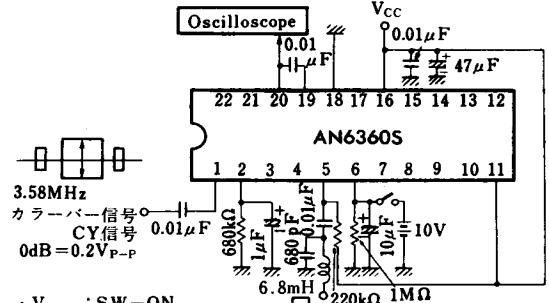 Oscilloscope
VCC
0.01
μF
0.01μF
47μF
22 21 20 19 18 17 16 15 14 13 12
AN6360S
1 2 3 4 5 6 7 8 9 10 11
3.58MHz
カラーバー信号
CY信号
0dB=0.2VP-P
0.01μF
680kΩ
1μF
680pF
0.01μF
10μF
10V
6.8mH
220kΩ
1MΩ
SW=ON